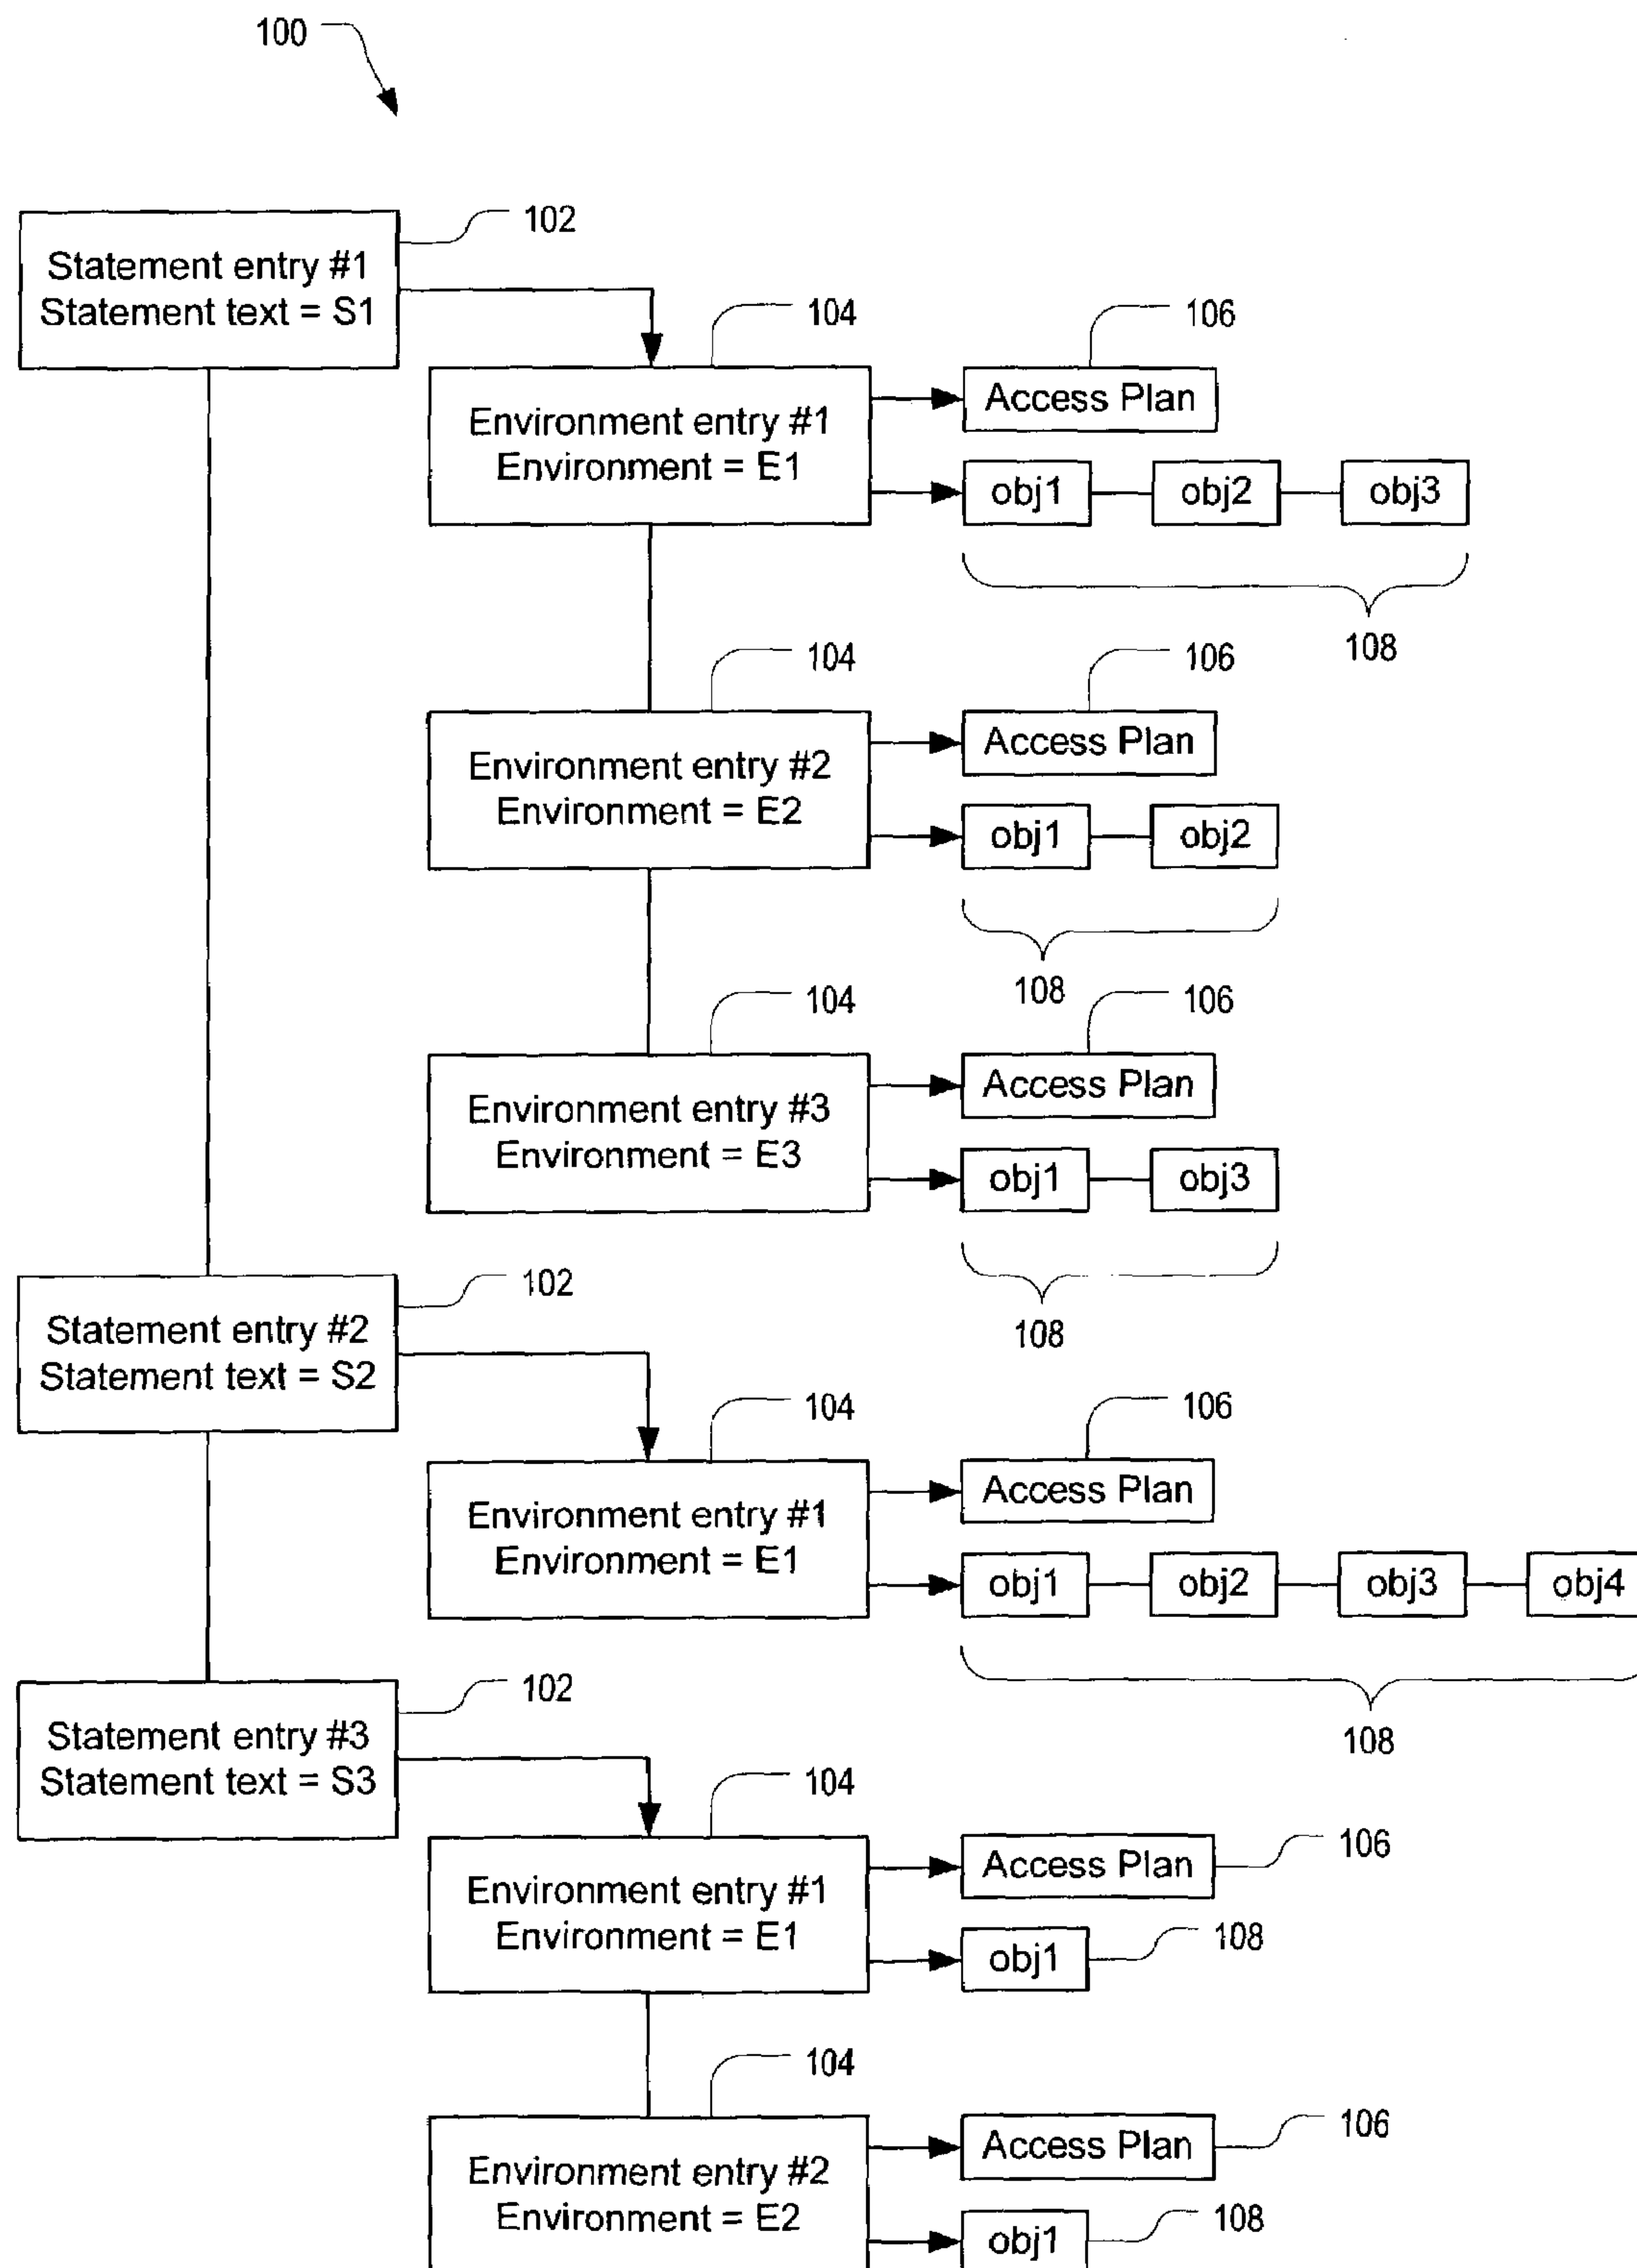 100
102
Statement entry #1
Statement text = S1
104
106
Environment entry #1
Environment = E1
Access Plan
obj1
obj2
obj3
108
104
106
Environment entry #2
Environment = E2
Access Plan
obj1
obj2
108
104
106
Environment entry #3
Environment = E3
Access Plan
obj1
obj3
108
102
Statement entry #2
Statement text = S2
104
106
Environment entry #1
Environment = E1
Access Plan
obj1
obj2
obj3
obj4
108
102
Statement entry #3
Statement text = S3
104
Environment entry #1
Environment = E1
Access Plan
106
obj1
108
104
Environment entry #2
Environment = E2
Access Plan
106
obj1
108